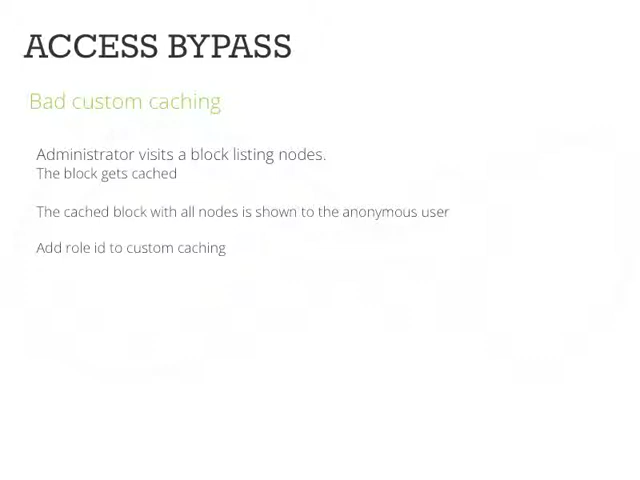 ACCESS BYPASS
Bad custom caching
Administrator visits a block listing nodes.
The block gets cached
The cached block with all nodes is shown to the anonymous user
Add role id to custom caching